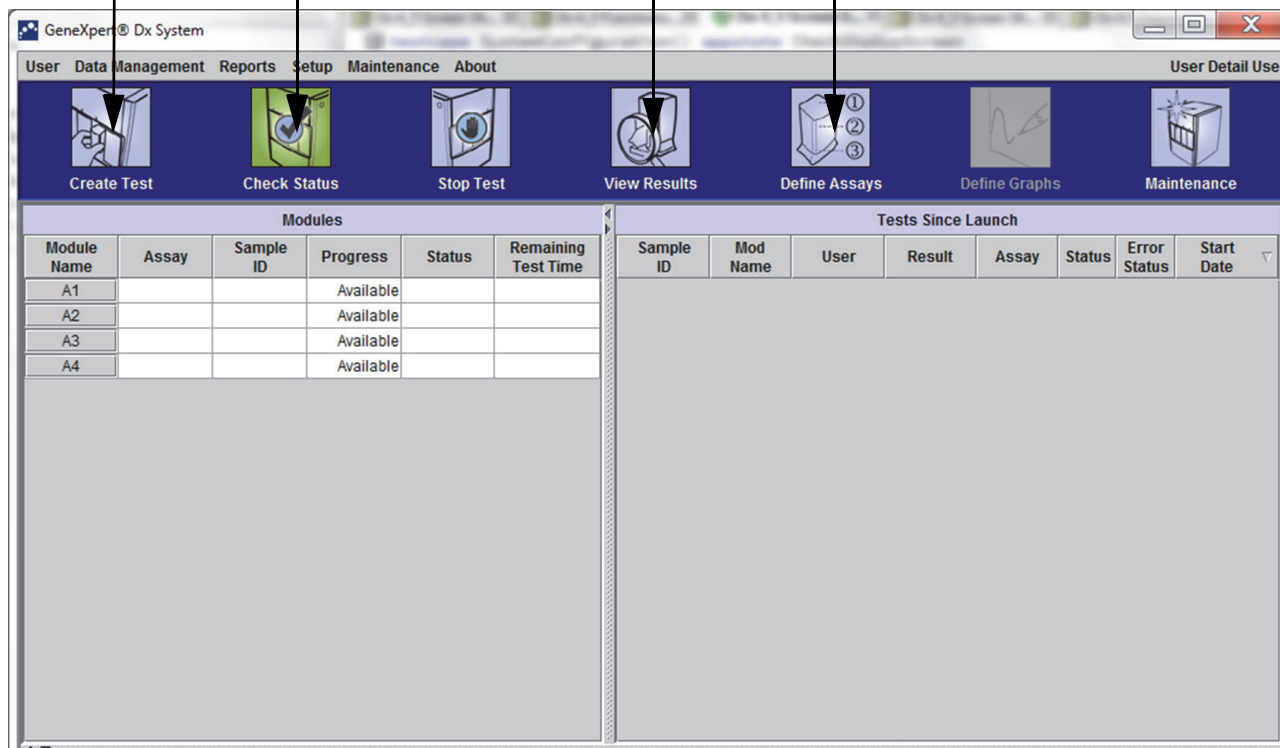 GeneXpert® Dx System
User Data Management Reports Setup Maintenance About User Detail Use
① ② ③
Create Test Check Status Stop Test View Results Define Assays Define Graphs Maintenance
Modules
Module Name Assay Sample ID Progress Status Remaining Test Time
A1 Available
A2 Available
A3 Available
A4 Available
Tests Since Launch
Sample ID Mod Name User Result Assay Status Error Status Start Date